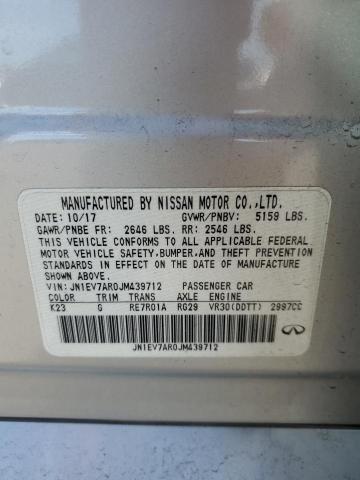 MANUFACTURED BY NISSAN MOTOR CO.,LTD.
DATE: 10/17 GVWR/PNBV: 5159 LBS.
GAWR/PNBE FR: 2646 LBS. RR: 2546 LBS.
THIS VEHICLE CONFORMS TO ALL APPLICABLE FEDERAL
MOTOR VEHICLE SAFETY,BUMPER,AND THEFT PREVENTION
STANDARDS IN EFFECT ON THE DATE OF MANUFACTURE
SHOWN ABOVE.
VIN: JN1EV7AR0JM439712 PASSENGER CAR
COLOR TRIM TRANS AXLE ENGINE
K23 G RE7R01A RG29 VR30(DDTT) 2997CC
JN1EV7AR0JM439712